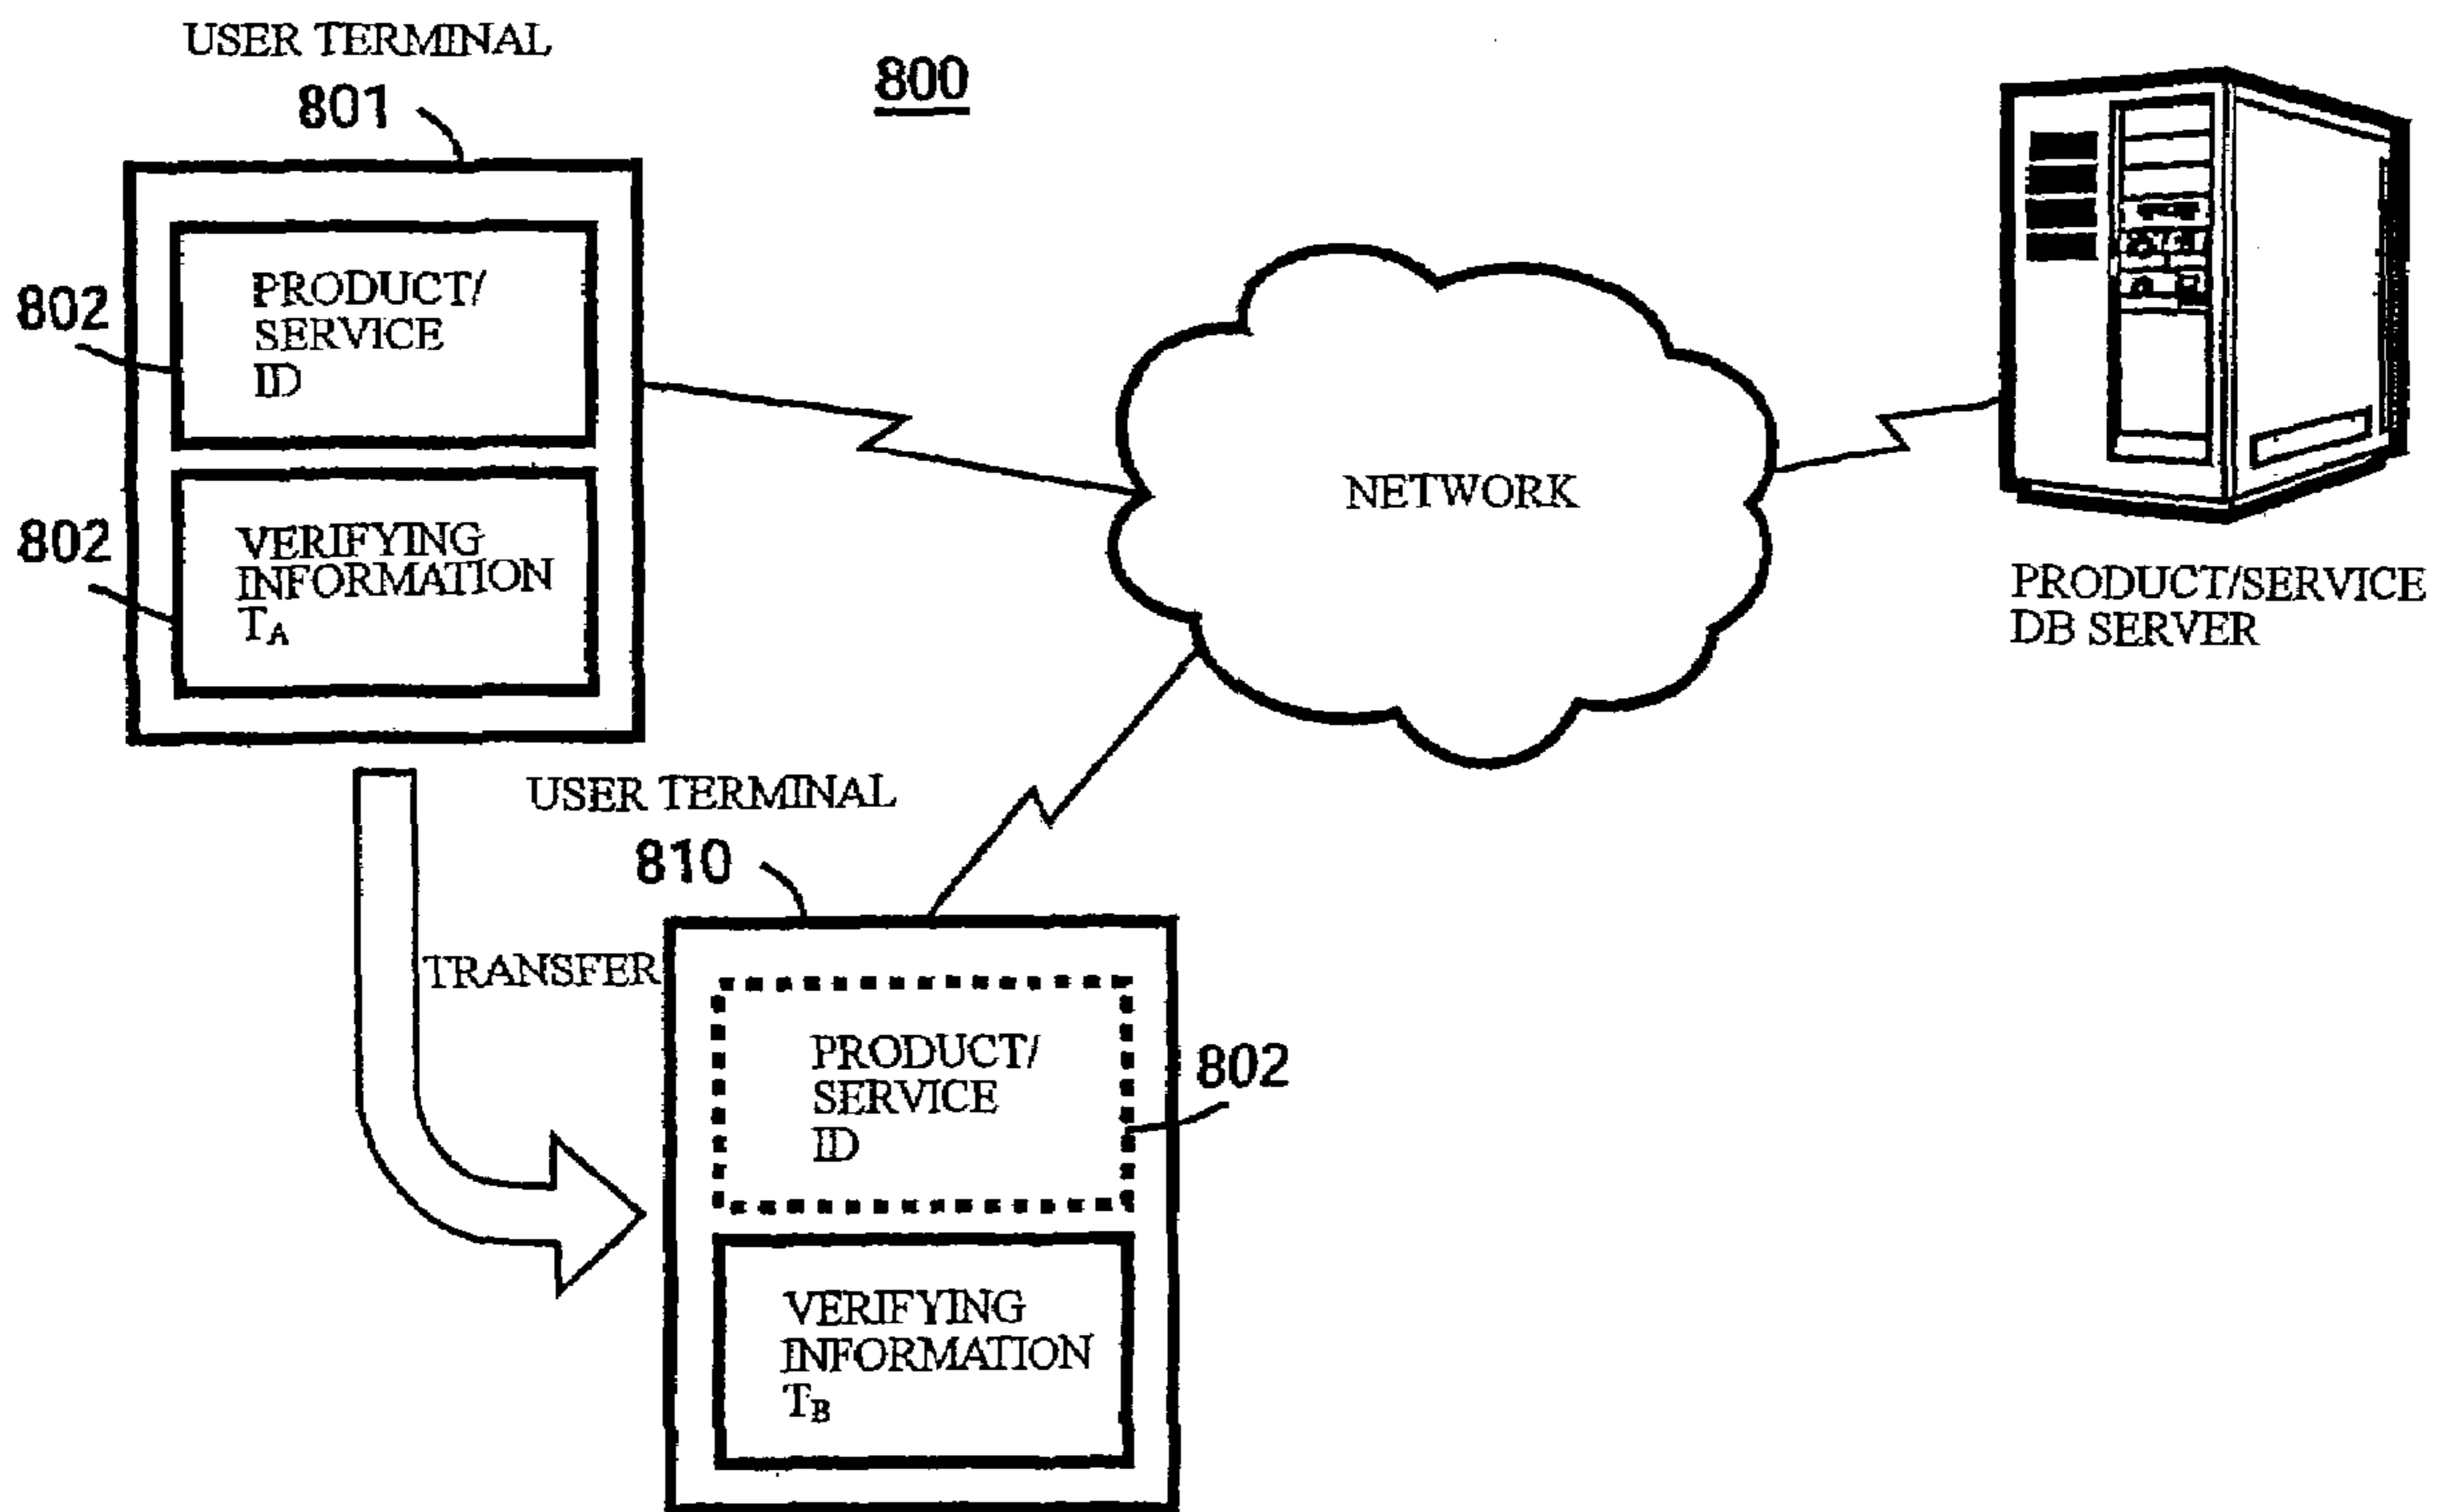 USER TERMINAL
801
800
802
PRODUCT/
SERVICE
ID
802
VERIFYING
INFORMATION
TA
NETWORK
PRODUCT/SERVICE
DB SERVER
USER TERMINAL
810
TRANSFER
PRODUCT/
SERVICE
ID
802
VERIFYING
INFORMATION
TB